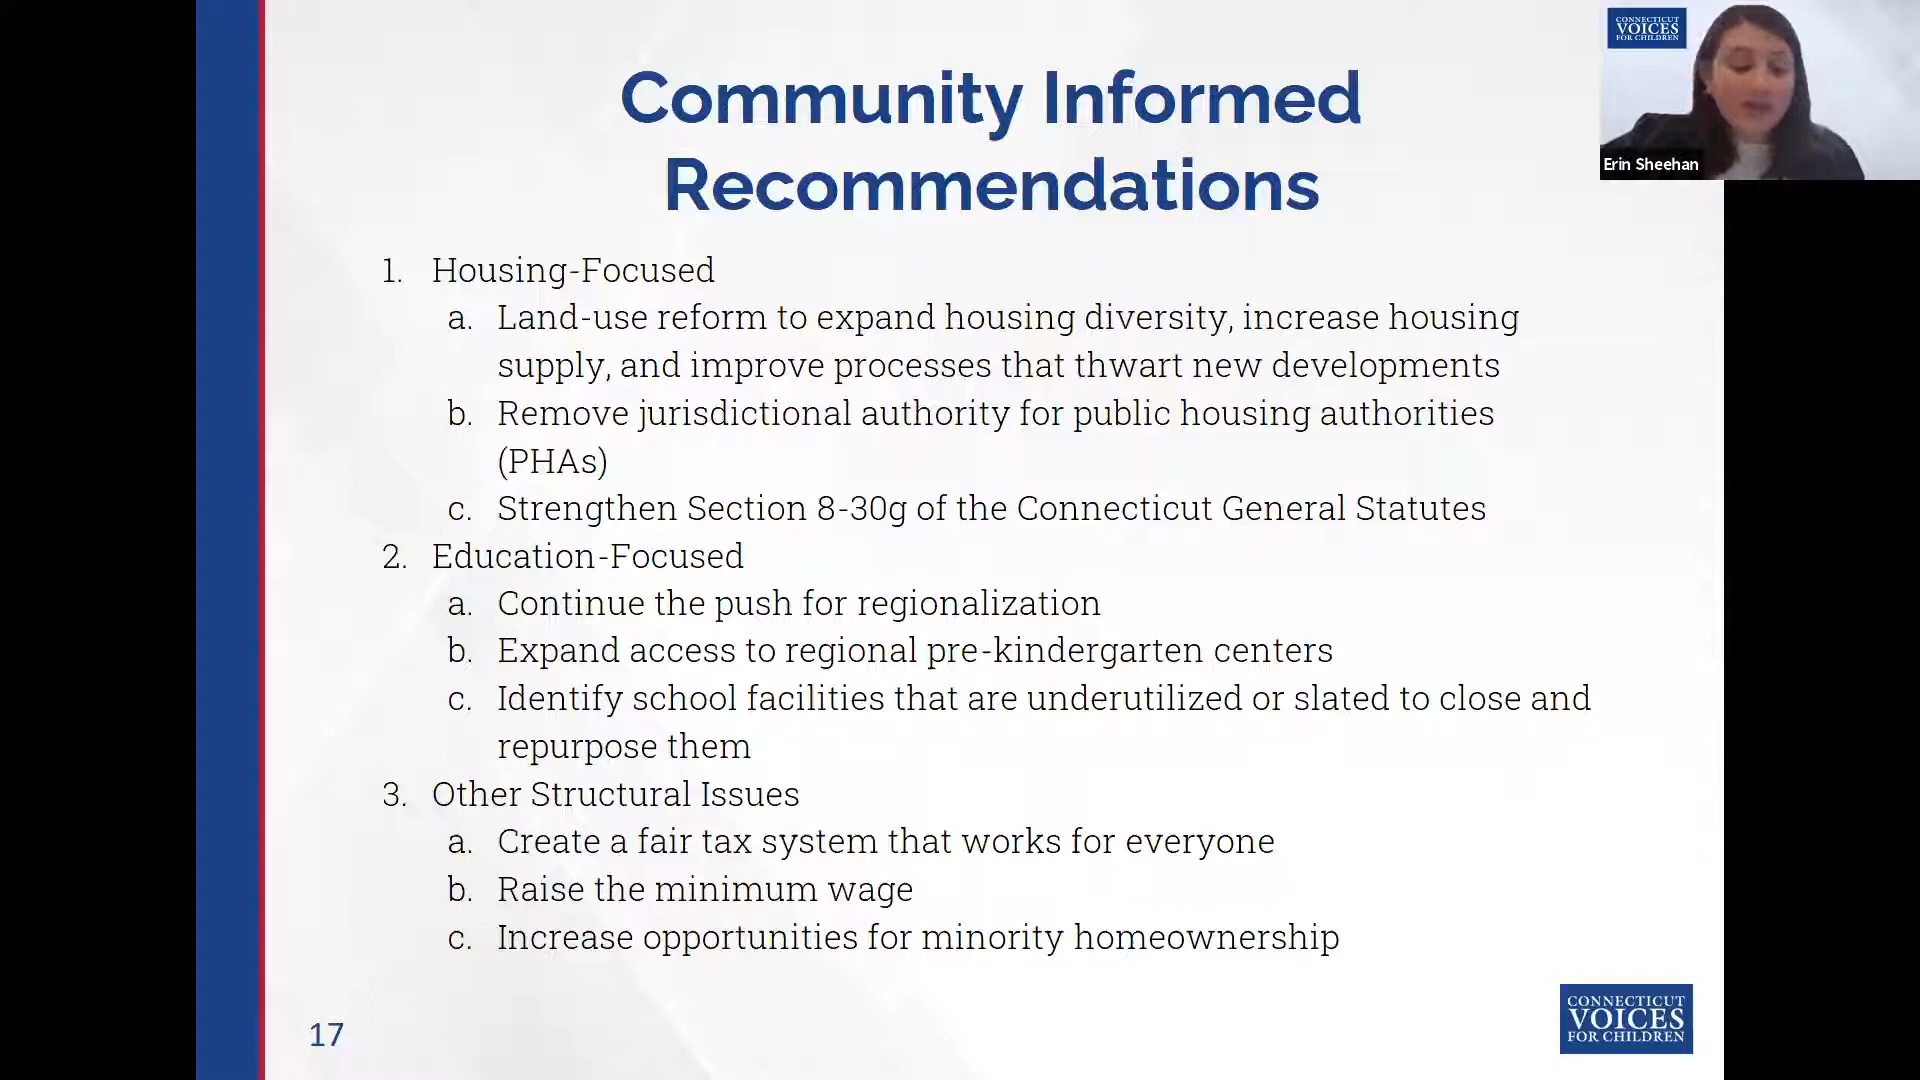 Community Informed
Recommendations
CONNECTICUT
VOICES
FOR CHILDREN
Erin Sheehan
1. Housing-Focused
a. Land-use reform to expand housing diversity, increase housing
supply, and improve processes that thwart new developments
b. Remove jurisdictional authority for public housing authorities
(PHAs)
c. Strengthen Section 8-30g of the Connecticut General Statutes
2. Education-Focused
a. Continue the push for regionalization
b. Expand access to regional pre-kindergarten centers
c. Identify school facilities that are underutilized or slated to close and
repurpose them
3. Other Structural Issues
a. Create a fair tax system that works for everyone
b. Raise the minimum wage
c. Increase opportunities for minority homeownership
17
CONNECTICUT
VOICES
FOR CHILDREN